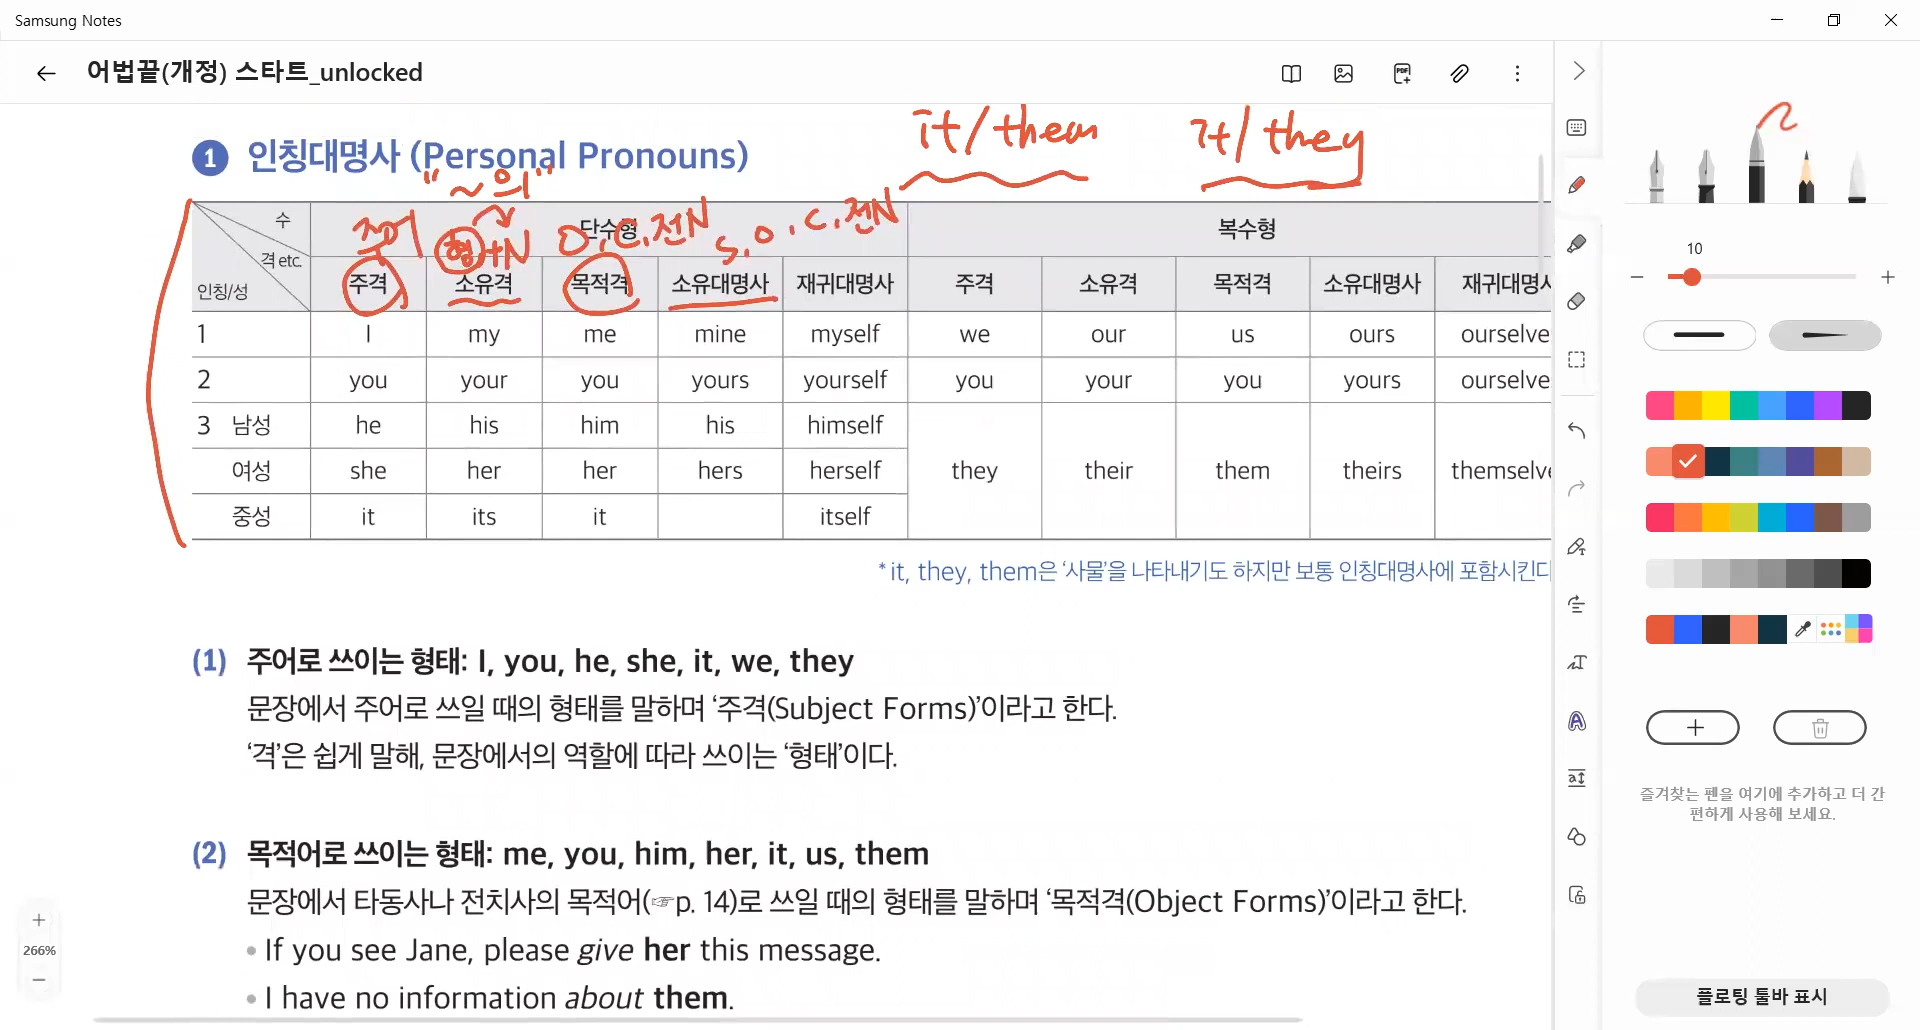 Samsung Notes
어법끝(개정) 스타트_unlocked
it/them it/they
1 인칭대명사 (Personal Pronouns)
"~의"
수 단수형 복수형
주어 형+N O, C, 전N S, O, C, 전N
격 etc.
인칭/성 주격 소유격 목적격 소유대명사 재귀대명사 주격 소유격 목적격 소유대명사 재귀대명사
1 I my me mine myself we our us ours ourselve
2 you your you yours yourself you your you yours ourselve
3 남성 he his him his himself
여성 she her her hers herself they their them theirs themselve
중성 it its it itself
* it, they, them은 ‘사물’을 나타내기도 하지만 보통 인칭대명사에 포함시킨다
(1) 주어로 쓰이는 형태: I, you, he, she, it, we, they
문장에서 주어로 쓰일 때의 형태를 말하며 ‘주격(Subject Forms)’이라고 한다.
‘격’은 쉽게 말해, 문장에서의 역할에 따라 쓰이는 ‘형태’이다.
(2) 목적어로 쓰이는 형태: me, you, him, her, it, us, them
문장에서 타동사나 전치사의 목적어(☞p. 14)로 쓰일 때의 형태를 말하며 ‘목적격(Object Forms)’이라고 한다.
• If you see Jane, please give her this message.
• I have no information about them.
266%
10
즐겨찾는 펜을 여기에 추가하고 더 간
편하게 사용해 보세요.
플로팅 툴바 표시